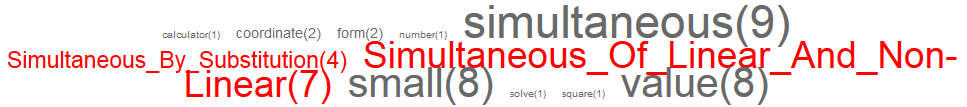 calculator(1) coordinate(2) form(2) number(1) simultaneous(9)
Simultaneous_By_Substitution(4) Simultaneous_Of_Linear_And_Non-
Linear(7) small(8) solve(1) square(1) value(8)